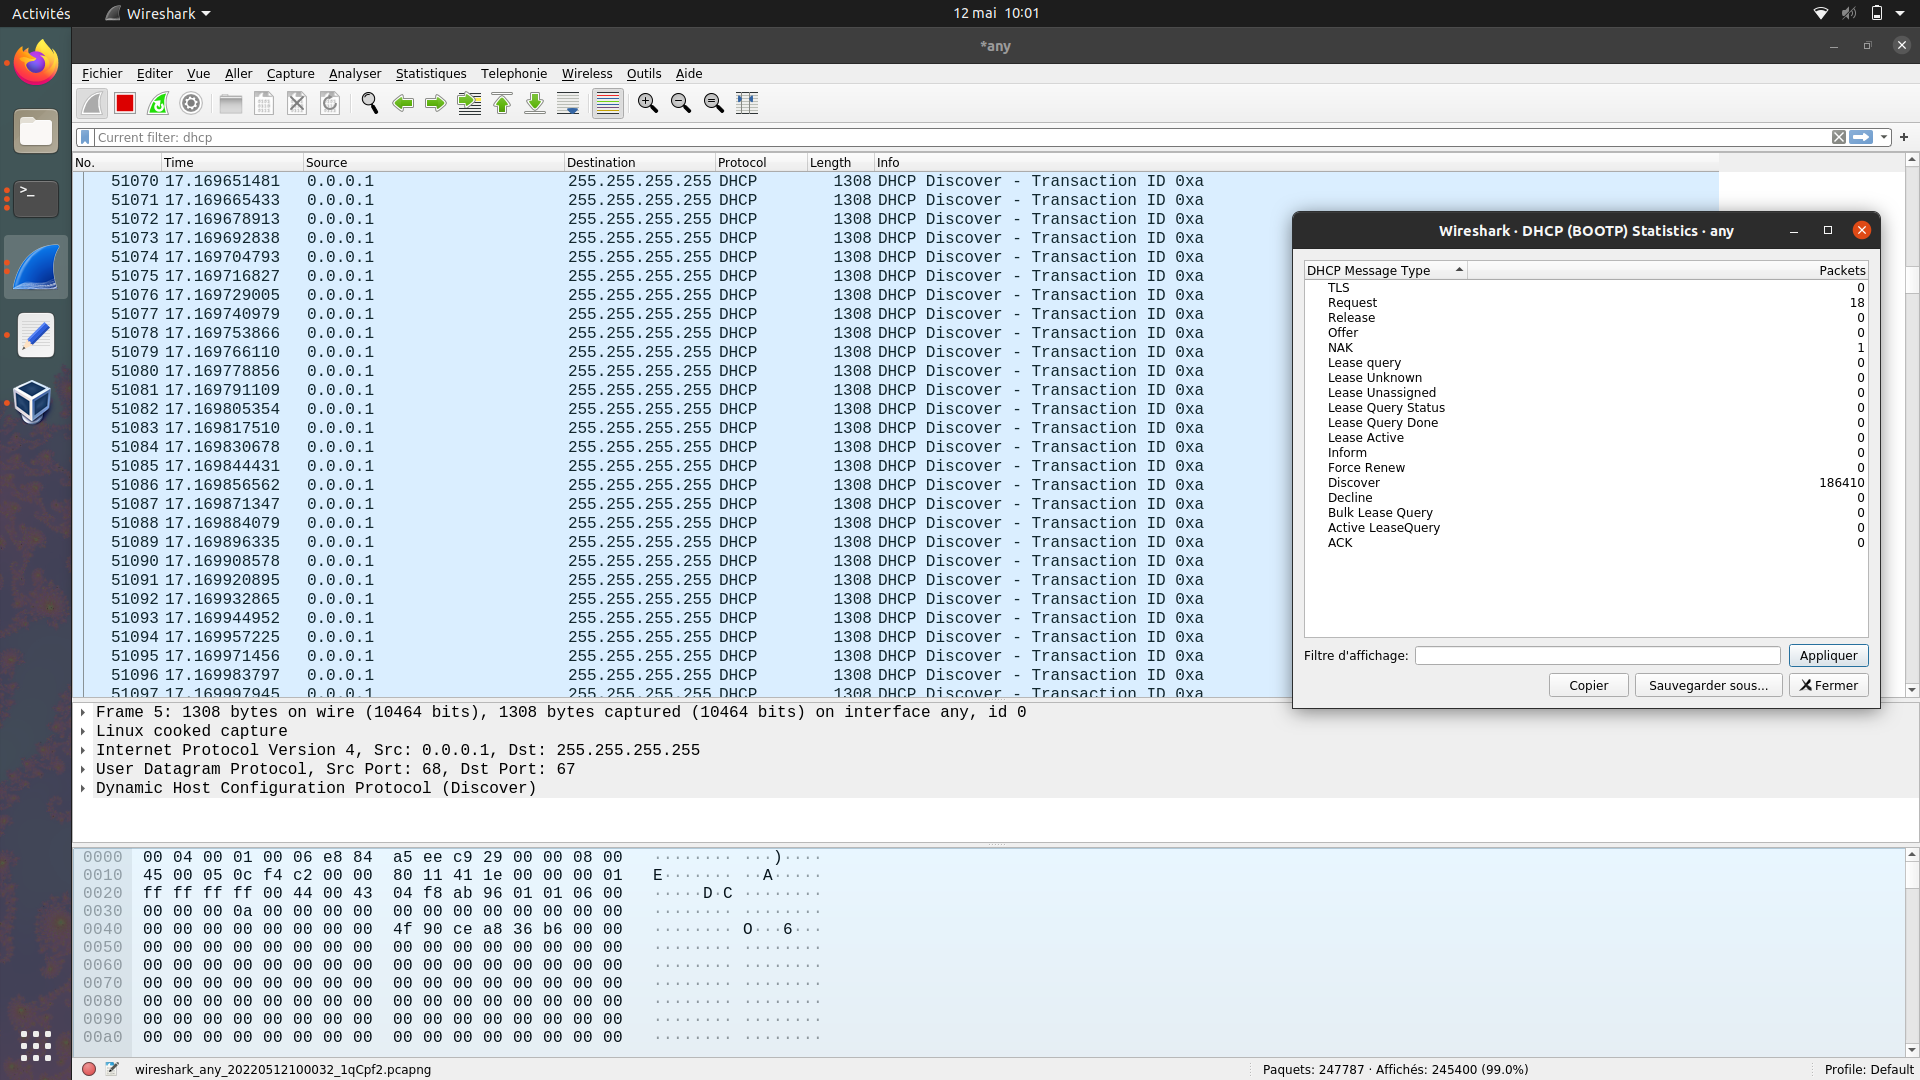 Activités Wireshark 12 mai 10:01
*any
Fichier Editer Vue Aller Capture Analyser Statistiques Telephonie Wireless Outils Aide
Current filter: dhcp
No. Time Source Destination Protocol Length Info
51070 17.169651481 0.0.0.1 255.255.255.255 DHCP 1308 DHCP Discover - Transaction ID 0xa
51071 17.169665433 0.0.0.1 255.255.255.255 DHCP 1308 DHCP Discover - Transaction ID 0xa
51072 17.169678913 0.0.0.1 255.255.255.255 DHCP 1308 DHCP Discover - Transaction ID 0xa
51073 17.169692838 0.0.0.1 255.255.255.255 DHCP 1308 DHCP Discover - Transaction ID 0xa
51074 17.169704793 0.0.0.1 255.255.255.255 DHCP 1308 DHCP Discover - Transaction ID 0xa
51075 17.169716827 0.0.0.1 255.255.255.255 DHCP 1308 DHCP Discover - Transaction ID 0xa
51076 17.169729005 0.0.0.1 255.255.255.255 DHCP 1308 DHCP Discover - Transaction ID 0xa
51077 17.169740979 0.0.0.1 255.255.255.255 DHCP 1308 DHCP Discover - Transaction ID 0xa
51078 17.169753866 0.0.0.1 255.255.255.255 DHCP 1308 DHCP Discover - Transaction ID 0xa
51079 17.169766110 0.0.0.1 255.255.255.255 DHCP 1308 DHCP Discover - Transaction ID 0xa
51080 17.169778856 0.0.0.1 255.255.255.255 DHCP 1308 DHCP Discover - Transaction ID 0xa
51081 17.169791109 0.0.0.1 255.255.255.255 DHCP 1308 DHCP Discover - Transaction ID 0xa
51082 17.169805354 0.0.0.1 255.255.255.255 DHCP 1308 DHCP Discover - Transaction ID 0xa
51083 17.169817510 0.0.0.1 255.255.255.255 DHCP 1308 DHCP Discover - Transaction ID 0xa
51084 17.169830678 0.0.0.1 255.255.255.255 DHCP 1308 DHCP Discover - Transaction ID 0xa
51085 17.169844431 0.0.0.1 255.255.255.255 DHCP 1308 DHCP Discover - Transaction ID 0xa
51086 17.169856562 0.0.0.1 255.255.255.255 DHCP 1308 DHCP Discover - Transaction ID 0xa
51087 17.169871347 0.0.0.1 255.255.255.255 DHCP 1308 DHCP Discover - Transaction ID 0xa
51088 17.169884079 0.0.0.1 255.255.255.255 DHCP 1308 DHCP Discover - Transaction ID 0xa
51089 17.169896335 0.0.0.1 255.255.255.255 DHCP 1308 DHCP Discover - Transaction ID 0xa
51090 17.169908578 0.0.0.1 255.255.255.255 DHCP 1308 DHCP Discover - Transaction ID 0xa
51091 17.169920895 0.0.0.1 255.255.255.255 DHCP 1308 DHCP Discover - Transaction ID 0xa
51092 17.169932865 0.0.0.1 255.255.255.255 DHCP 1308 DHCP Discover - Transaction ID 0xa
51093 17.169944952 0.0.0.1 255.255.255.255 DHCP 1308 DHCP Discover - Transaction ID 0xa
51094 17.169957225 0.0.0.1 255.255.255.255 DHCP 1308 DHCP Discover - Transaction ID 0xa
51095 17.169971456 0.0.0.1 255.255.255.255 DHCP 1308 DHCP Discover - Transaction ID 0xa
51096 17.169983797 0.0.0.1 255.255.255.255 DHCP 1308 DHCP Discover - Transaction ID 0xa
51097 17.169997945 0.0.0.1 255.255.255.255 DHCP 1308 DHCP Discover - Transaction ID 0xa
Wireshark · DHCP (BOOTP) Statistics · any
DHCP Message Type Packets
TLS 0
Request 18
Release 0
Offer 0
NAK 1
Lease query 0
Lease Unknown 0
Lease Unassigned 0
Lease Query Status 0
Lease Query Done 0
Lease Active 0
Inform 0
Force Renew 0
Discover 186410
Decline 0
Bulk Lease Query 0
Active LeaseQuery 0
ACK 0
Filtre d'affichage: Appliquer
Copier Sauvegarder sous... Fermer
Frame 5: 1308 bytes on wire (10464 bits), 1308 bytes captured (10464 bits) on interface any, id 0
Linux cooked capture
Internet Protocol Version 4, Src: 0.0.0.1, Dst: 255.255.255.255
User Datagram Protocol, Src Port: 68, Dst Port: 67
Dynamic Host Configuration Protocol (Discover)
0000 00 04 00 01 00 06 e8 84 a5 ee c9 29 00 00 08 00 ········ ···)····
0010 45 00 05 0c f4 c2 00 00 80 11 41 1e 00 00 00 01 E······· ··A·····
0020 ff ff ff ff 00 44 00 43 04 f8 ab 96 01 01 06 00 ·····D·C ········
0030 00 00 00 0a 00 00 00 00 00 00 00 00 00 00 00 00 ········ ········
0040 00 00 00 00 00 00 00 00 4f 90 ce a8 36 b6 00 00 ········ O···6···
0050 00 00 00 00 00 00 00 00 00 00 00 00 00 00 00 00 ········ ········
0060 00 00 00 00 00 00 00 00 00 00 00 00 00 00 00 00 ········ ········
0070 00 00 00 00 00 00 00 00 00 00 00 00 00 00 00 00 ········ ········
0080 00 00 00 00 00 00 00 00 00 00 00 00 00 00 00 00 ········ ········
0090 00 00 00 00 00 00 00 00 00 00 00 00 00 00 00 00 ········ ········
00a0 00 00 00 00 00 00 00 00 00 00 00 00 00 00 00 00 ········ ········
wireshark_any_20220512100032_1qCpf2.pcapng Paquets: 247787 · Affichés: 245400 (99.0%) Profile: Default